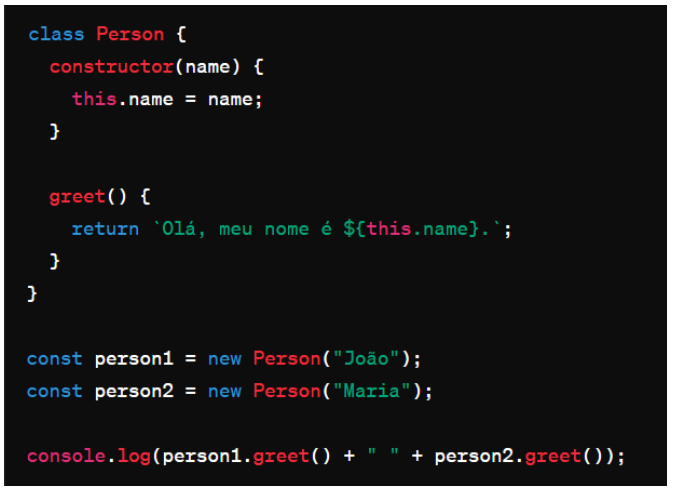 class Person {
  constructor(name) {
    this.name = name;
  }

  greet() {
    return `Olá, meu nome é ${this.name}.`;
  }
}

const person1 = new Person("João");
const person2 = new Person("Maria");

console.log(person1.greet() + " " + person2.greet());